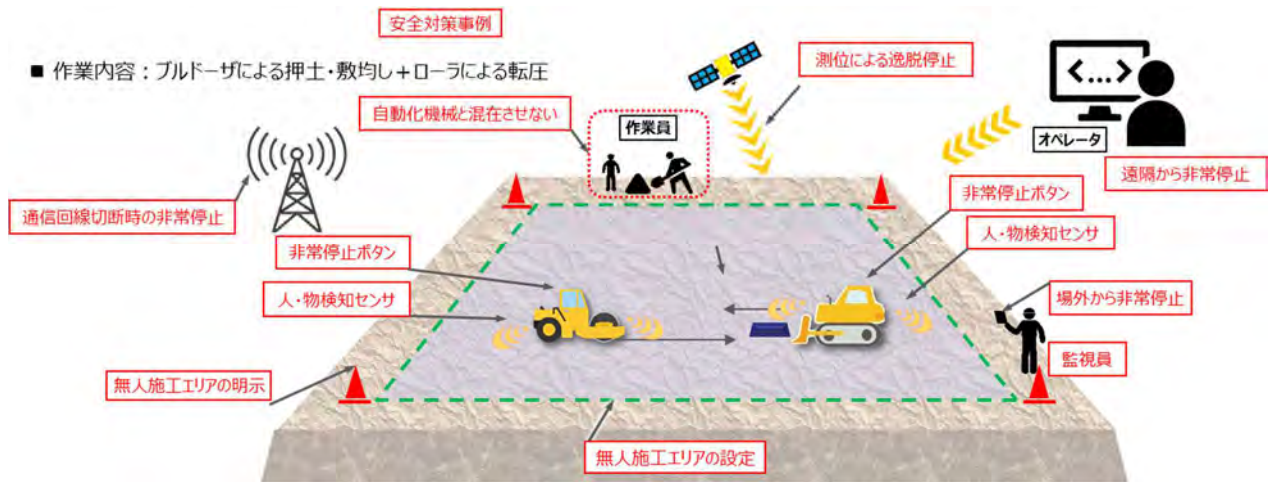 安全対策事例
■ 作業内容：ブルドーザによる押土・敷均し＋ローラによる転圧
測位による逸脱停止
<...>
自動化機械と混在させない
作業員
オペレータ
遠隔から非常停止
通信回線切断時の非常停止
非常停止ボタン
非常停止ボタン
人・物検知センサ
人・物検知センサ
場外から非常停止
監視員
無人施工エリアの明示
無人施工エリアの設定